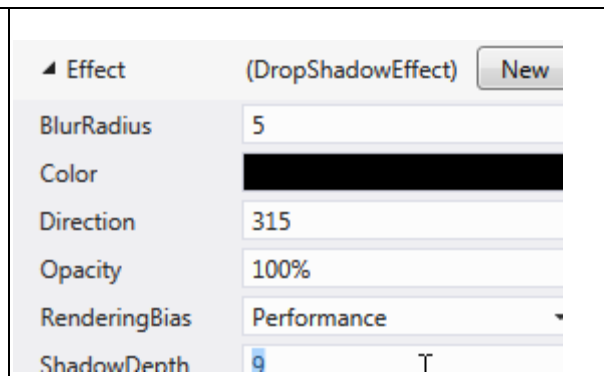 Effect (DropShadowEffect) New
BlurRadius 5
Color
Direction 315
Opacity 100%
RenderingBias Performance
ShadowDepth 9